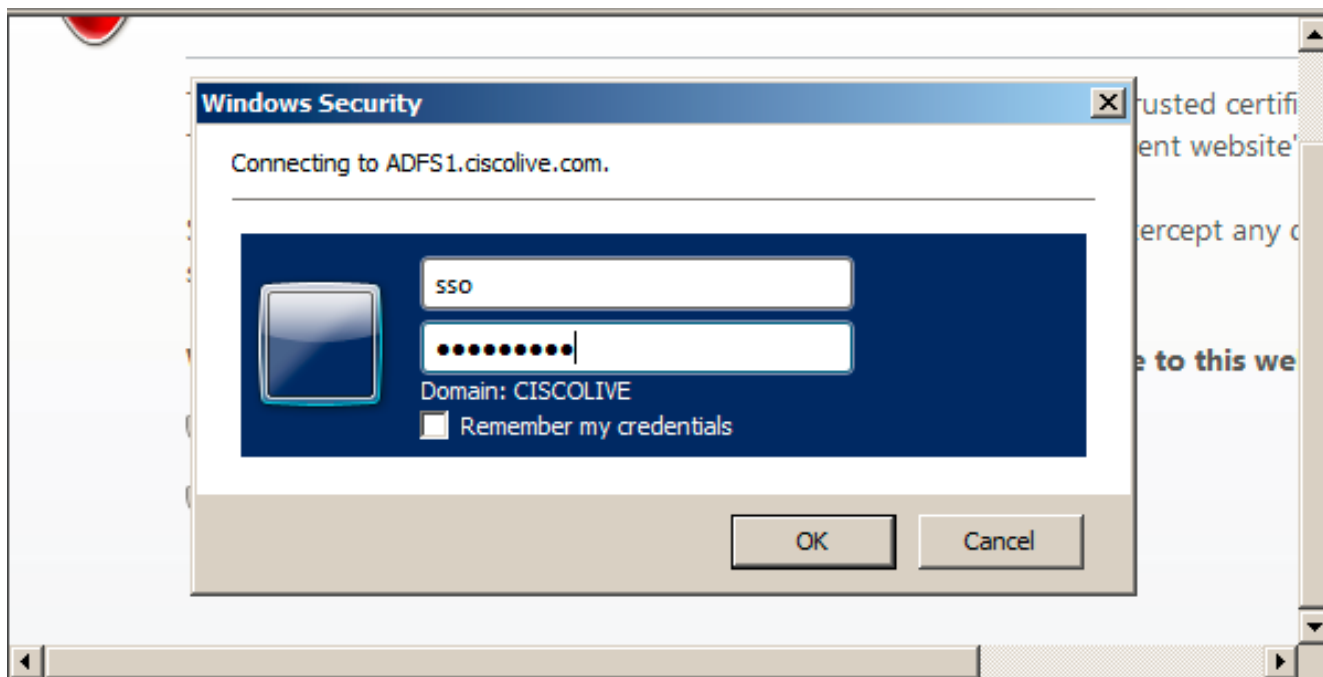 Windows Security
rusted certifi
Connecting to ADFS1.ciscolive.com.
ent website'
ercept any
sso
•••••••••
e to this we
Domain: CISCOLIVE
Remember my credentials
OK
Cancel